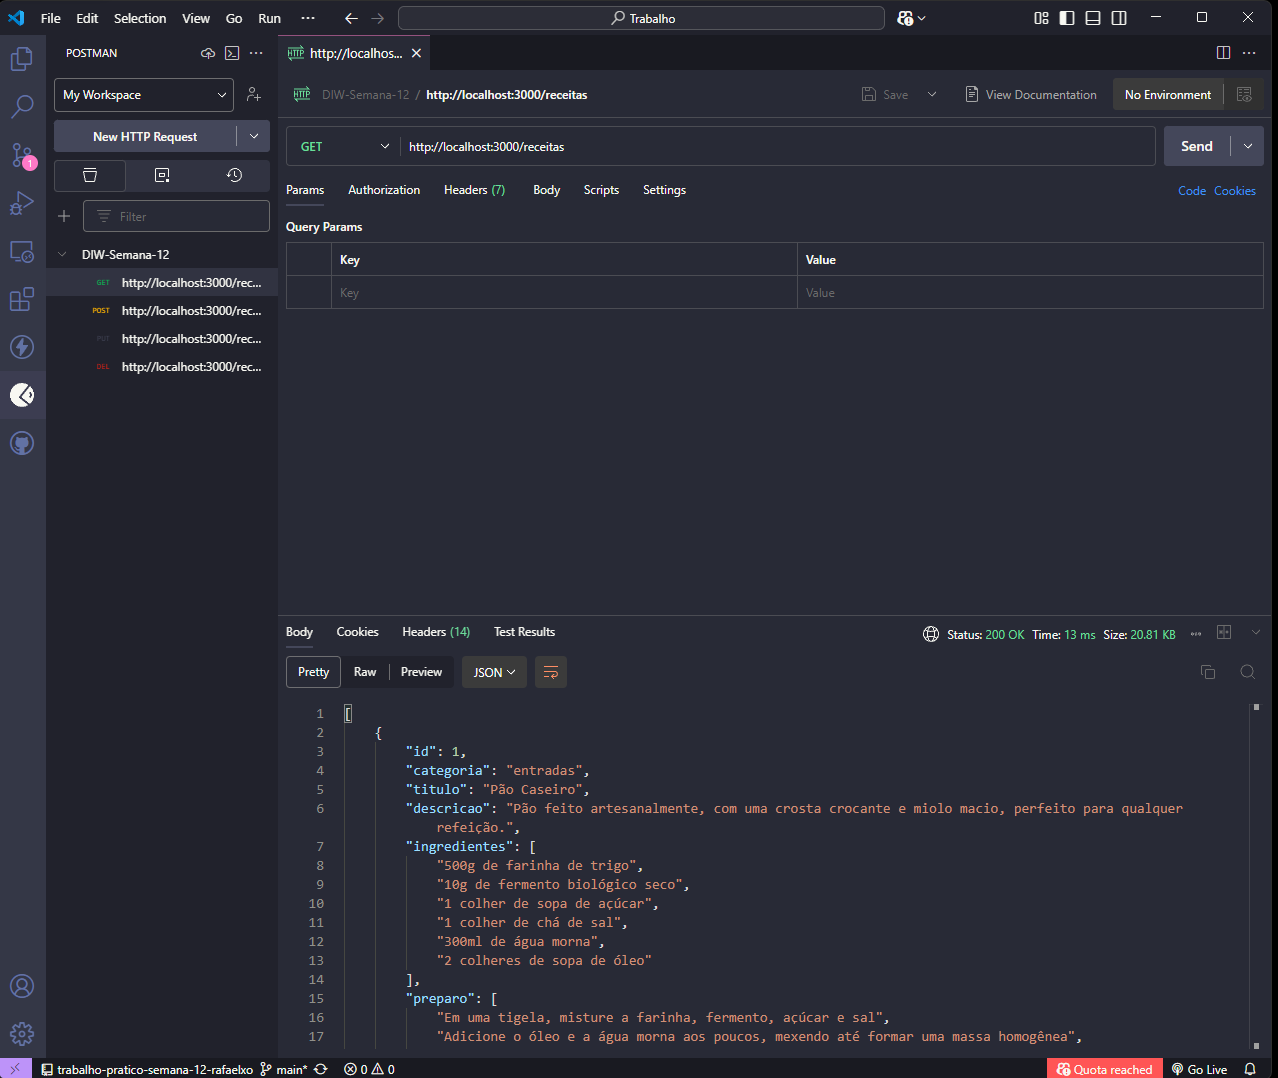 File Edit Selection View Go Run ··· Trabalho
POSTMAN
http://localhos...
My Workspace
DIW-Semana-12 / http://localhost:3000/receitas
Save
View Documentation
No Environment
New HTTP Request
GET
http://localhost:3000/receitas
Send
Params Authorization Headers (7) Body Scripts Settings
Code Cookies
1
Filter
Query Params
Key Value
Key Value
DIW-Semana-12
GET http://localhost:3000/rec...
POST http://localhost:3000/rec...
PUT http://localhost:3000/rec...
DEL http://localhost:3000/rec...
Body Cookies Headers (14) Test Results
Status: 200 OK Time: 13 ms Size: 20.81 KB
Pretty Raw Preview JSON
1 [
2 {
3 "id": 1,
4 "categoria": "entradas",
5 "titulo": "Pão Caseiro",
6 "descricao": "Pão feito artesanalmente, com uma crosta crocante e miolo macio, perfeito para qualquer
refeição.",
7 "ingredientes": [
8 "500g de farinha de trigo",
9 "10g de fermento biológico seco",
10 "1 colher de sopa de açúcar",
11 "1 colher de chá de sal",
12 "300ml de água morna",
13 "2 colheres de sopa de óleo"
14 ],
15 "preparo": [
16 "Em uma tigela, misture a farinha, fermento, açúcar e sal",
17 "Adicione o óleo e a água morna aos poucos, mexendo até formar uma massa homogênea",
trabalho-pratico-semana-12-rafaelxo main* 0 0 Quota reached Go Live